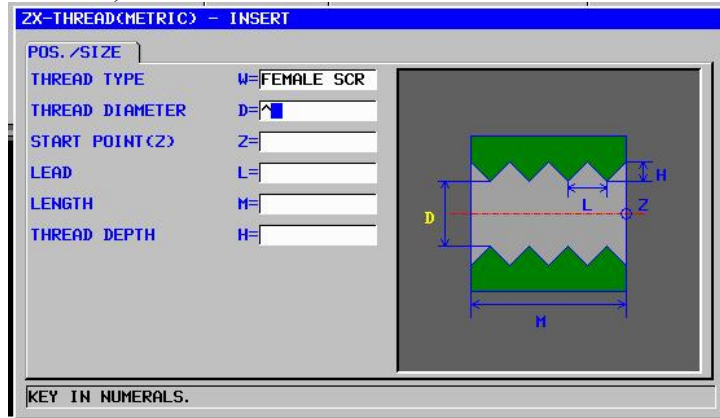 ZX-THREAD(METRIC) - INSERT
POS./SIZE
THREAD TYPE W=FEMALE SCR
THREAD DIAMETER D=^
START POINT(Z) Z=
LEAD L=
LENGTH M=
THREAD DEPTH H=
H
L Z
D
M
KEY IN NUMERALS.